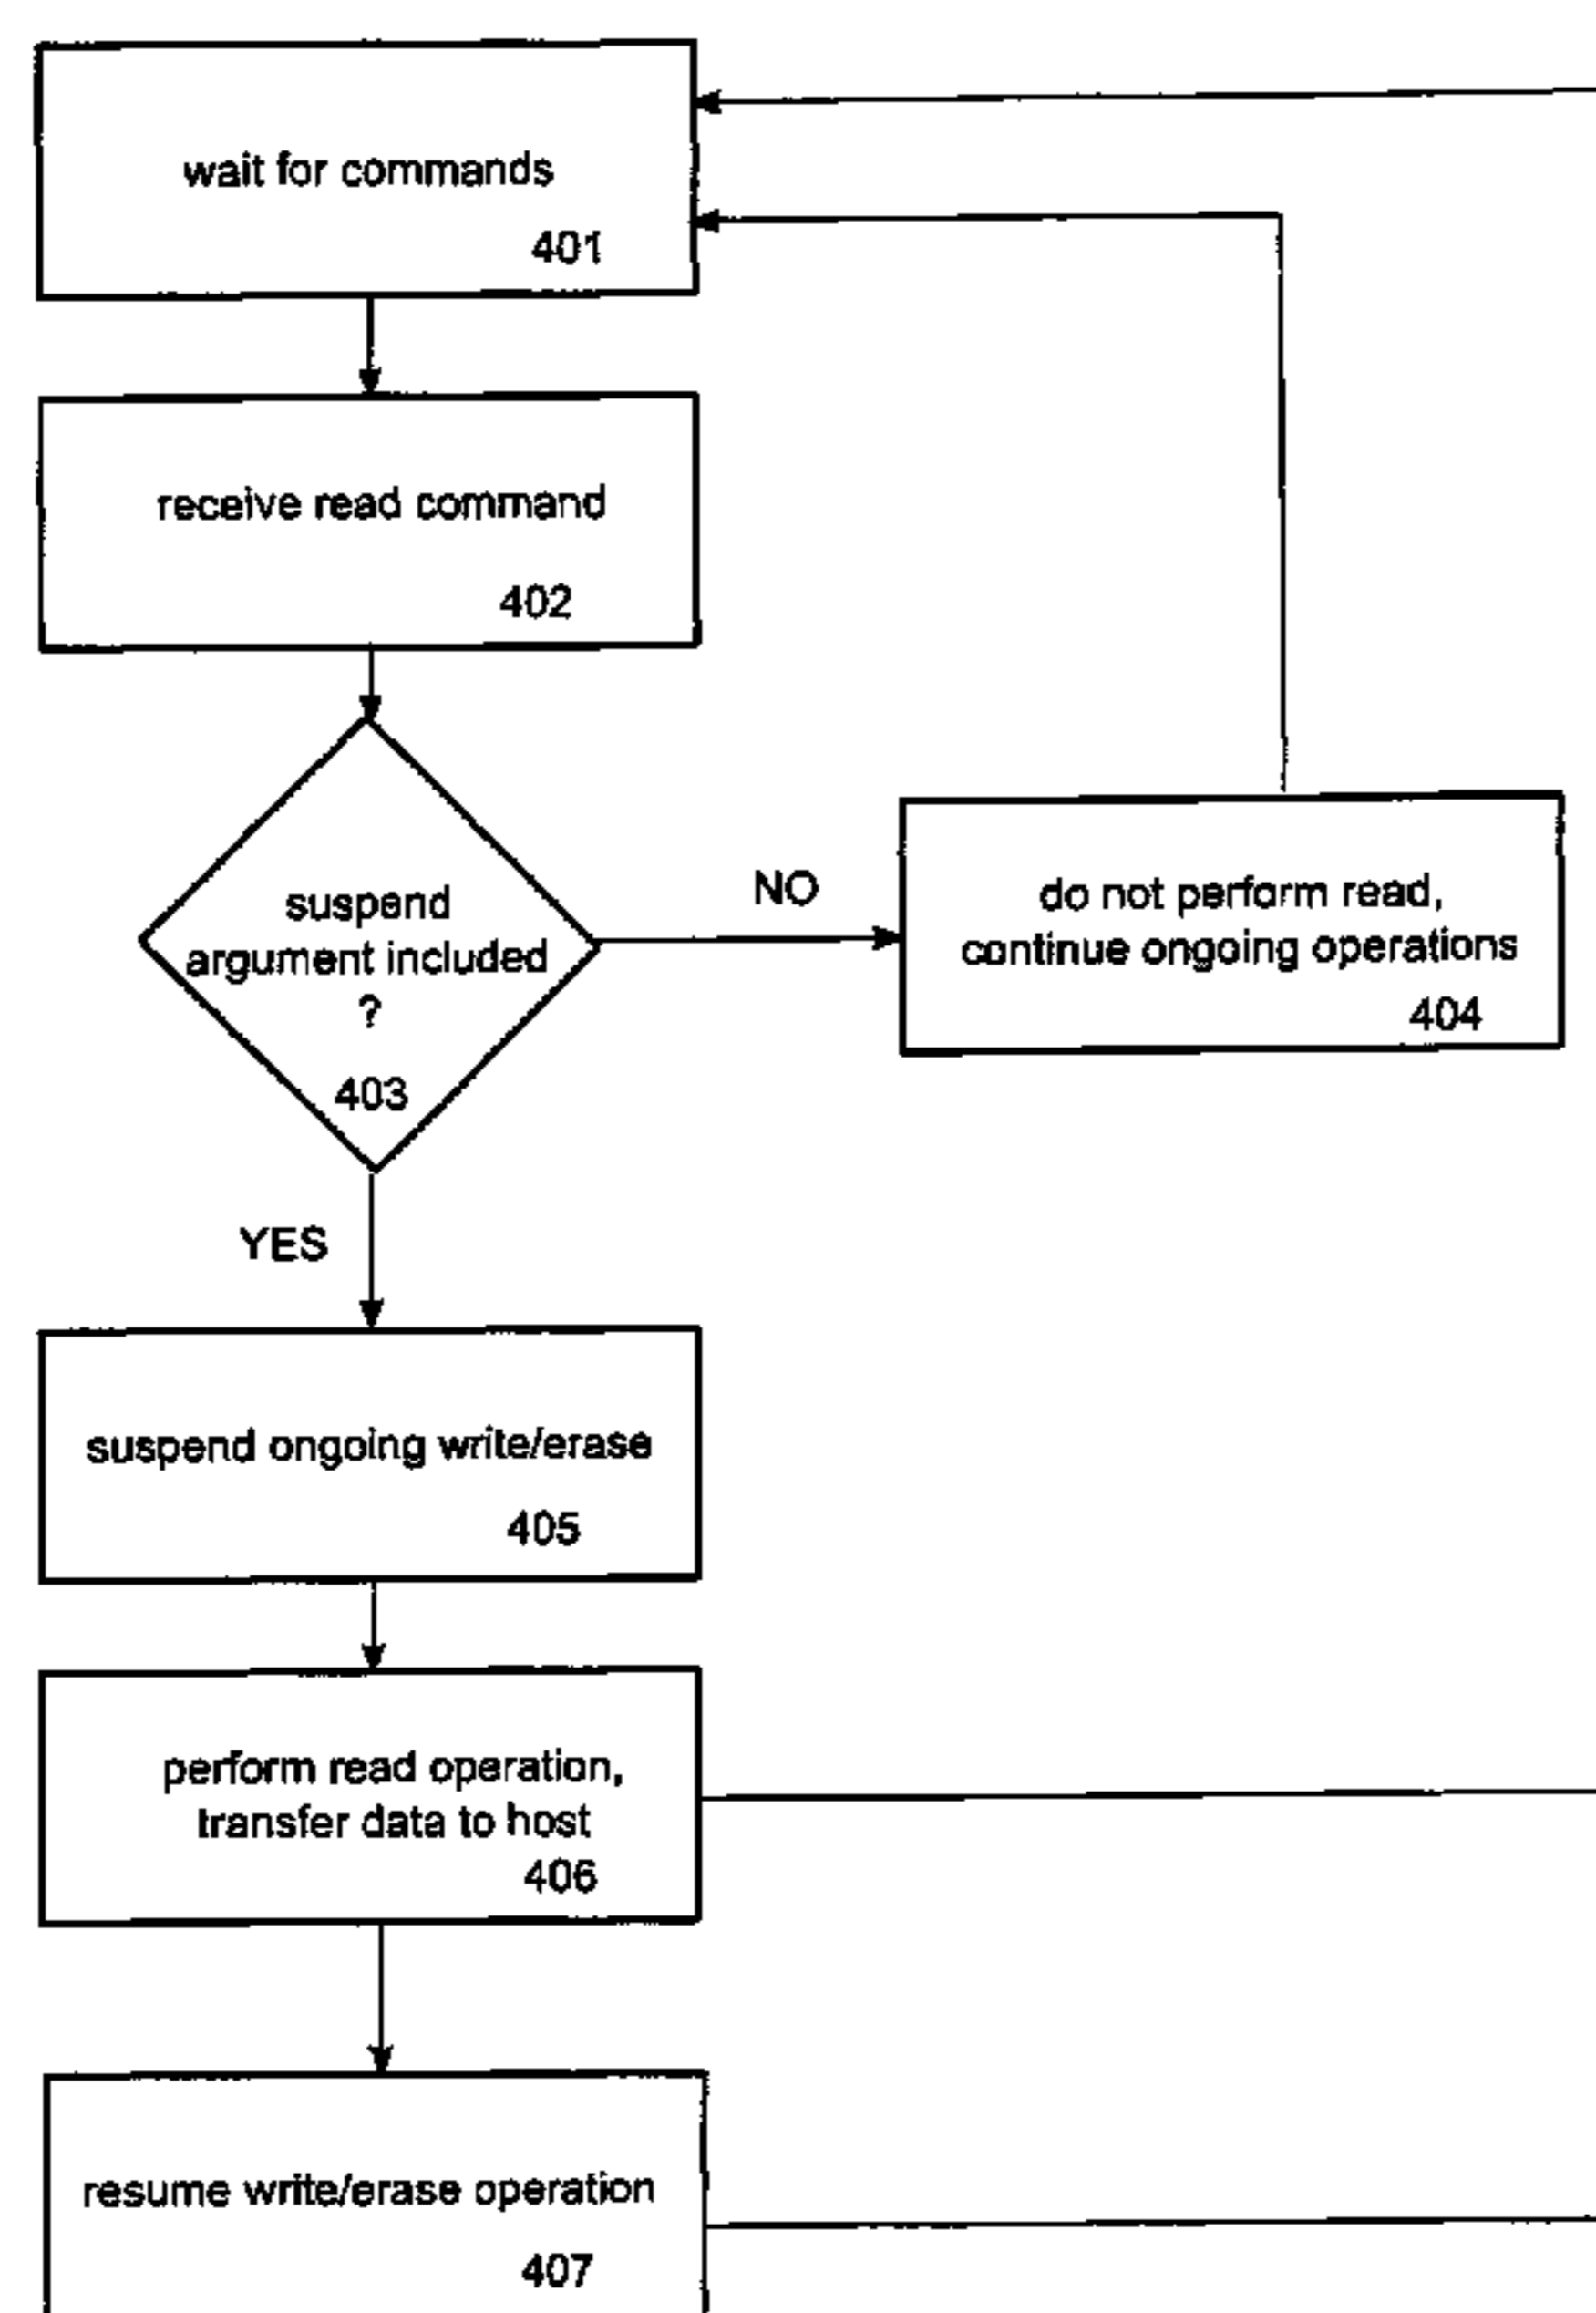 wait for commands
401
receive read command
402
suspend
argument included
?
403
NO
do not perform read,
continue ongoing operations
404
YES
suspend ongoing write/erase
405
perform read operation,
transfer data to host
406
resume write/erase operation
407